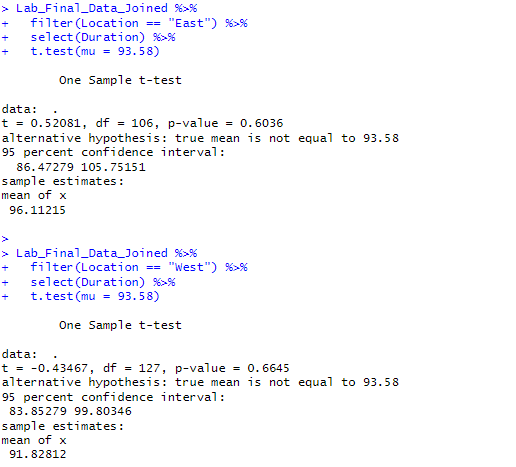 > Lab_Final_Data_Joined %>%
+   filter(Location == "East") %>%
+   select(Duration) %>%
+   t.test(mu = 93.58)
One Sample t-test
data:  .
t = 0.52081, df = 106, p-value = 0.6036
alternative hypothesis: true mean is not equal to 93.58
95 percent confidence interval:
86.47279 105.75151
sample estimates:
mean of x
96.11215
>
> Lab_Final_Data_Joined %>%
+   filter(Location == "West") %>%
+   select(Duration) %>%
+   t.test(mu = 93.58)
One Sample t-test
data:  .
t = -0.43467, df = 127, p-value = 0.6645
alternative hypothesis: true mean is not equal to 93.58
95 percent confidence interval:
83.85279 99.80346
sample estimates:
mean of x
91.82812